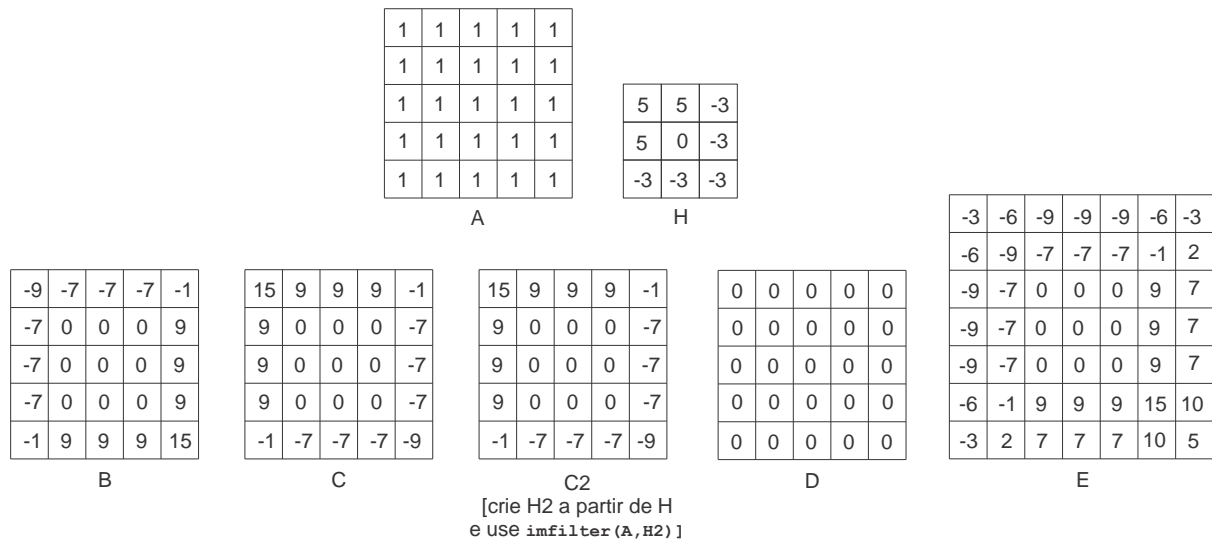 1 1 1 1 1
1 1 1 1 1
1 1 1 1 1
1 1 1 1 1
1 1 1 1 1
A
5 5 -3
5 0 -3
-3 -3 -3
H
-9 -7 -7 -7 -1
-7 0 0 0 9
-7 0 0 0 9
-7 0 0 0 9
-1 9 9 9 15
B
15 9 9 9 -1
9 0 0 0 -7
9 0 0 0 -7
9 0 0 0 -7
-1 -7 -7 -7 -9
C
15 9 9 9 -1
9 0 0 0 -7
9 0 0 0 -7
9 0 0 0 -7
-1 -7 -7 -7 -9
C2
[crie H2 a partir de H
e use imfilter(A,H2)]
0 0 0 0 0
0 0 0 0 0
0 0 0 0 0
0 0 0 0 0
0 0 0 0 0
D
-3 -6 -9 -9 -9 -6 -3
-6 -9 -7 -7 -7 -1 2
-9 -7 0 0 0 9 7
-9 -7 0 0 0 9 7
-9 -7 0 0 0 9 7
-6 -1 9 9 9 15 10
-3 2 7 7 7 10 5
E